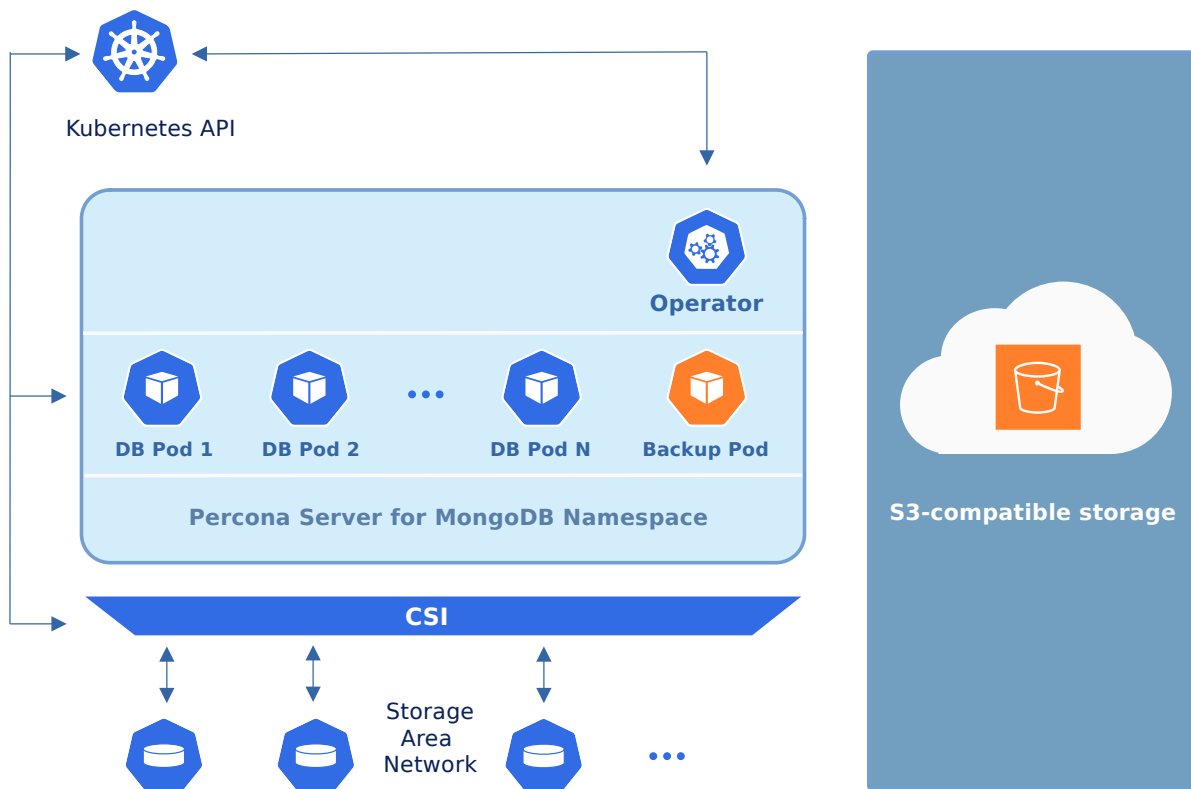 Kubernetes API
Operator
DB Pod 1
DB Pod 2
DB Pod N
Backup Pod
Percona Server for MongoDB Namespace
S3-compatible storage
CSI
Storage
Area
Network